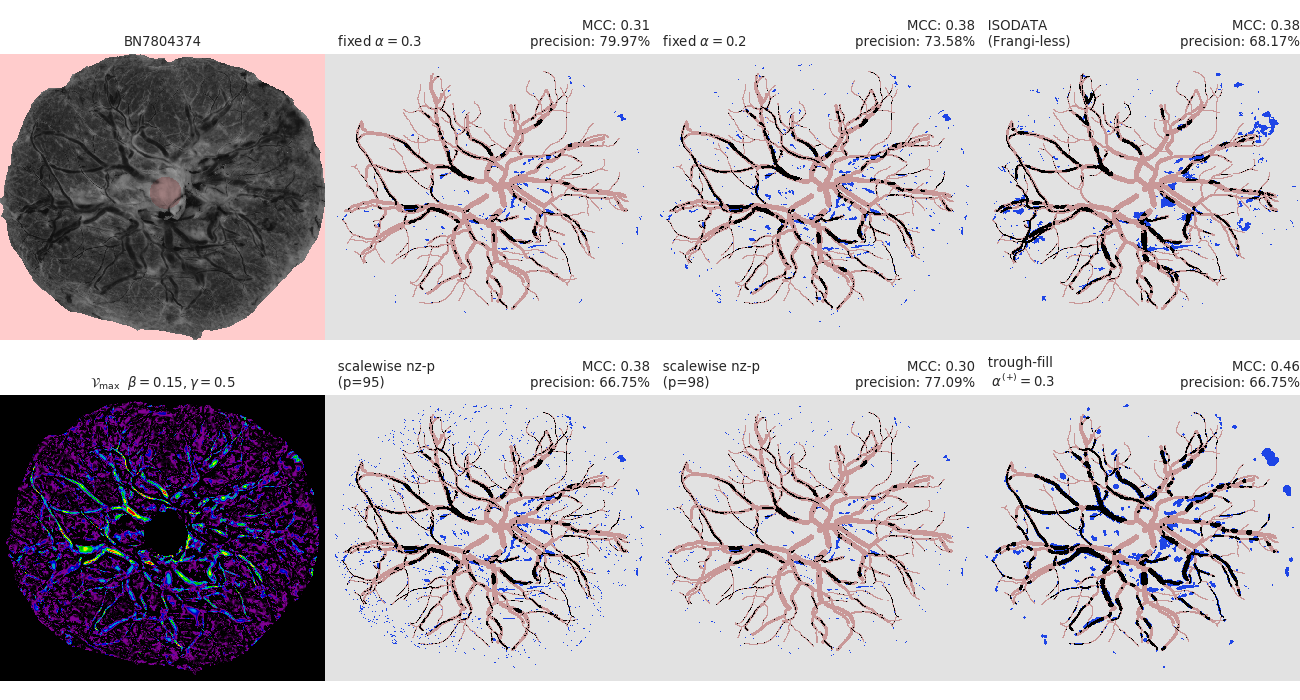 BN7804374
fixed α = 0.3
MCC: 0.31
precision: 79.97%
fixed α = 0.2
MCC: 0.38
precision: 73.58%
ISODATA
(Frangi-less)
MCC: 0.38
precision: 68.17%
𝒱max β = 0.15, γ = 0.5
scalewise nz-p
(p=95)
MCC: 0.38
precision: 66.75%
scalewise nz-p
(p=98)
MCC: 0.30
precision: 77.09%
trough-fill
α(+) = 0.3
MCC: 0.46
precision: 66.75%